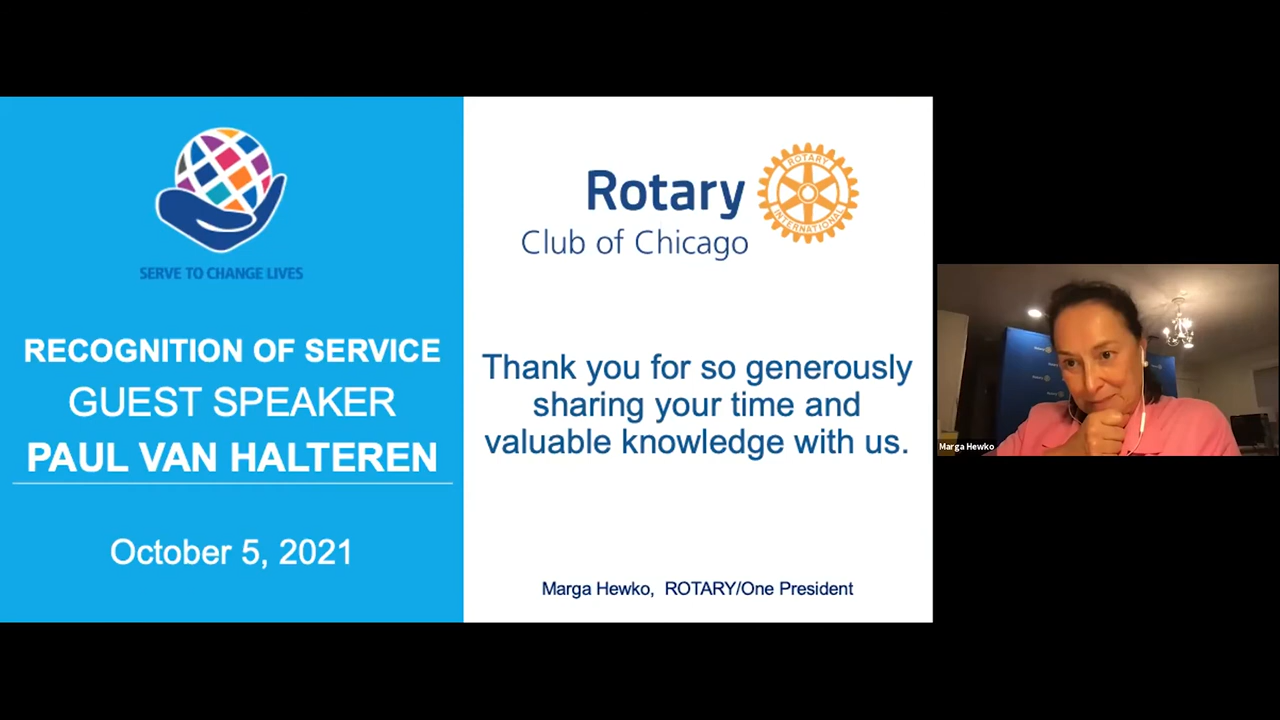 SERVE TO CHANGE LIVES
RECOGNITION OF SERVICE
GUEST SPEAKER
PAUL VAN HALTEREN
October 5, 2021
Rotary
Club of Chicago
ROTARY
INTERNATIONAL
Thank you for so generously
sharing your time and
valuable knowledge with us.
Marga Hewko, ROTARY/One President
Marga Hewko